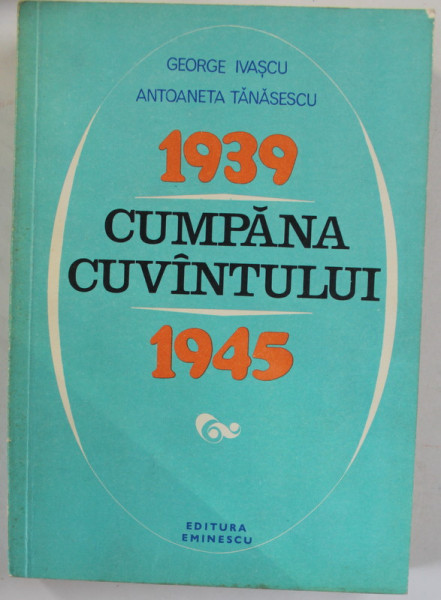 GEORGE IVAȘCU
ANTOANETA TĂNĂSESCU
1939
CUMPĂNA
CUVÎNTULUI
1945
EDITURA
EMINESCU